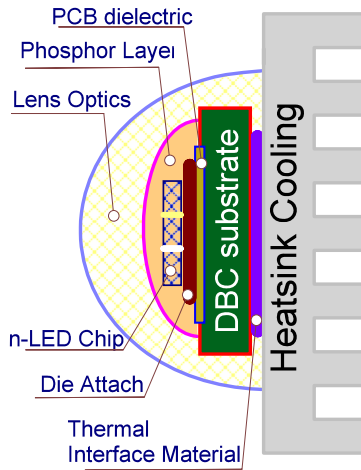 PCB dielectric
Phosphor Layer
Lens Optics
DBC substrate
Heatsink Cooling
n-LED Chip
Die Attach
Thermal
Interface Material